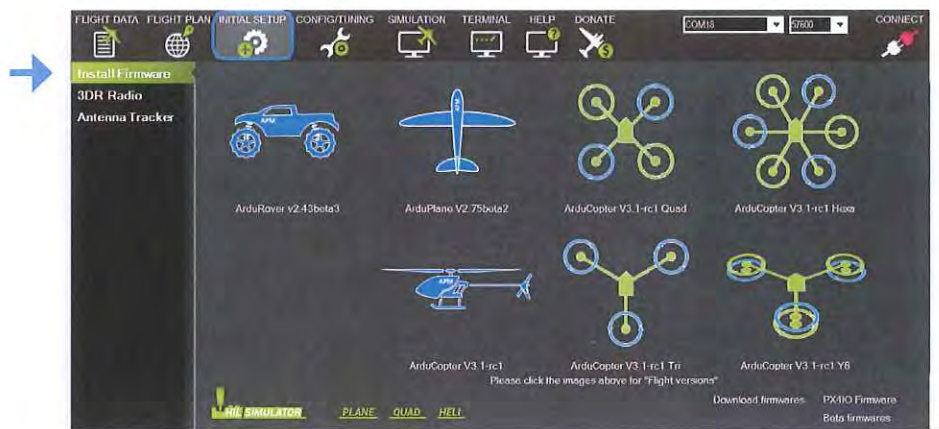 FLIGHT DATA FLIGHT PLAN INITIAL SETUP CONFIG/TUNING SIMULATION TERMINAL HELP DONATE COM18 57600 CONNECT
Install Firmware
3DR Radio
Antenna Tracker
ArduRover v2.43beta3 ArduPlane V2.75beta2 ArduCopter V3.1-rc1 Quad ArduCopter V3.1-rc1 Hexa
ArduCopter V3.1-rc1 ArduCopter V3.1-rc1 Tri ArduCopter V3.1-rc1 Y6
Please click the images above for "Flight versions"
Download firmwares PX4IO Firmware
HIL SIMULATOR PLANE QUAD HELI
Beta firmwares